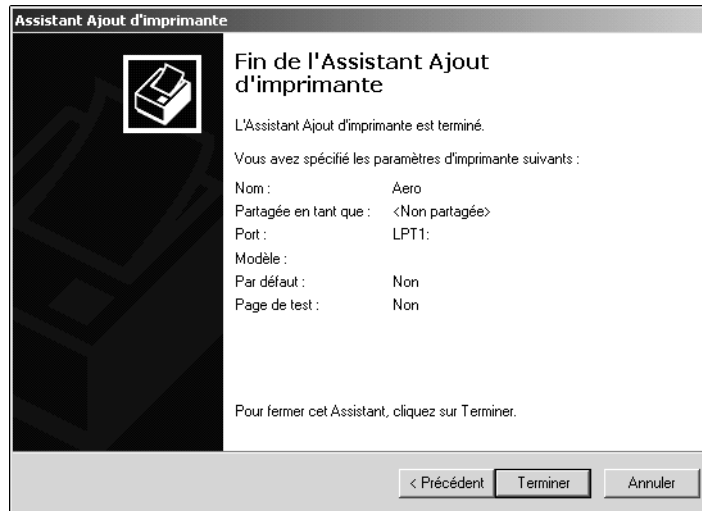 Assistant Ajout d'imprimante
Fin de l'Assistant Ajout
d'imprimante
L'Assistant Ajout d'imprimante est terminé.
Vous avez spécifié les paramètres d'imprimante suivants :
Nom : Aero
Partagée en tant que : <Non partagée>
Port : LPT1:
Modèle :
Par défaut : Non
Page de test : Non
Pour fermer cet Assistant, cliquez sur Terminer.
< Précédent Terminer Annuler